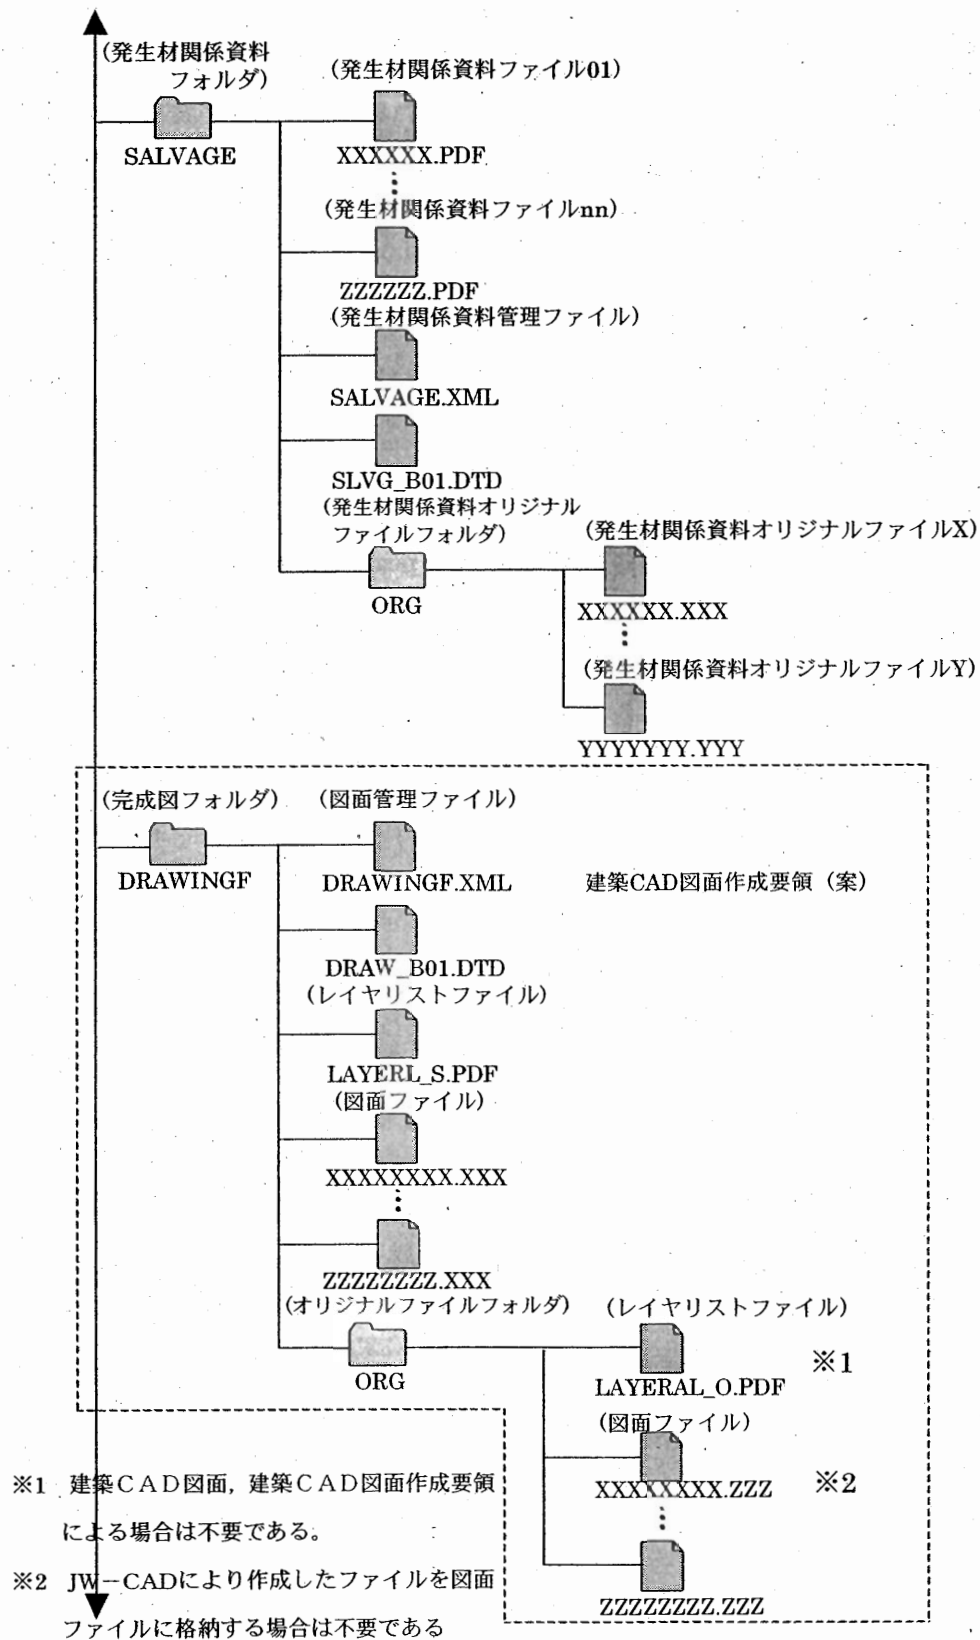 (発生材関係資料
フォルダ)
(発生材関係資料ファイル01)
SALVAGE
XXXXXX.PDF
(発生材関係資料ファイルnn)
ZZZZZZ.PDF
(発生材関係資料管理ファイル)
SALVAGE.XML
SLVG_B01.DTD
(発生材関係資料オリジナル
ファイルフォルダ)
ORG
(発生材関係資料オリジナルファイルX)
XXXXXX.XXX
(発生材関係資料オリジナルファイルY)
YYYYYYY.YYY
(完成図フォルダ)
(図面管理ファイル)
DRAWINGF
DRAWINGF.XML
建築CAD図面作成要領(案)
DRAW_B01.DTD
(レイヤリストファイル)
LAYERL_S.PDF
(図面ファイル)
XXXXXXXX.XXX
ZZZZZZZZ.XXX
(オリジナルファイルフォルダ)
ORG
(レイヤリストファイル)
※1
LAYERAL_O.PDF
(図面ファイル)
※2
XXXXXXXX.ZZZ
ZZZZZZZZ.ZZZ
※1 建築CAD図面,建築CAD図面作成要領
による場合は不要である。
※2 JW-CADにより作成したファイルを図面
ファイルに格納する場合は不要である